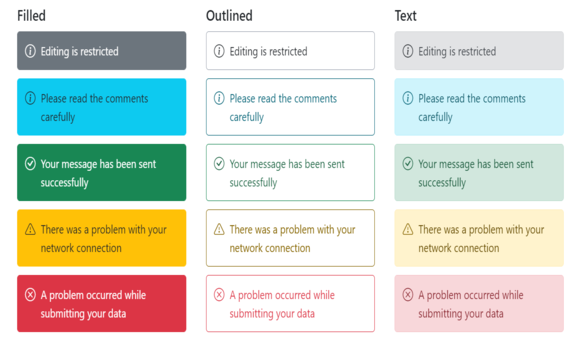 Filled
Editing is restricted
Please read the comments
carefully
Your message has been sent
successfully
There was a problem with your
network connection
A problem occurred while
submitting your data
Outlined
Editing is restricted
Please read the comments
carefully
Your message has been sent
successfully
There was a problem with your
network connection
A problem occurred while
submitting your data
Text
Editing is restricted
Please read the comments
carefully
Your message has been sent
successfully
There was a problem with your
network connection
A problem occurred while
submitting your data